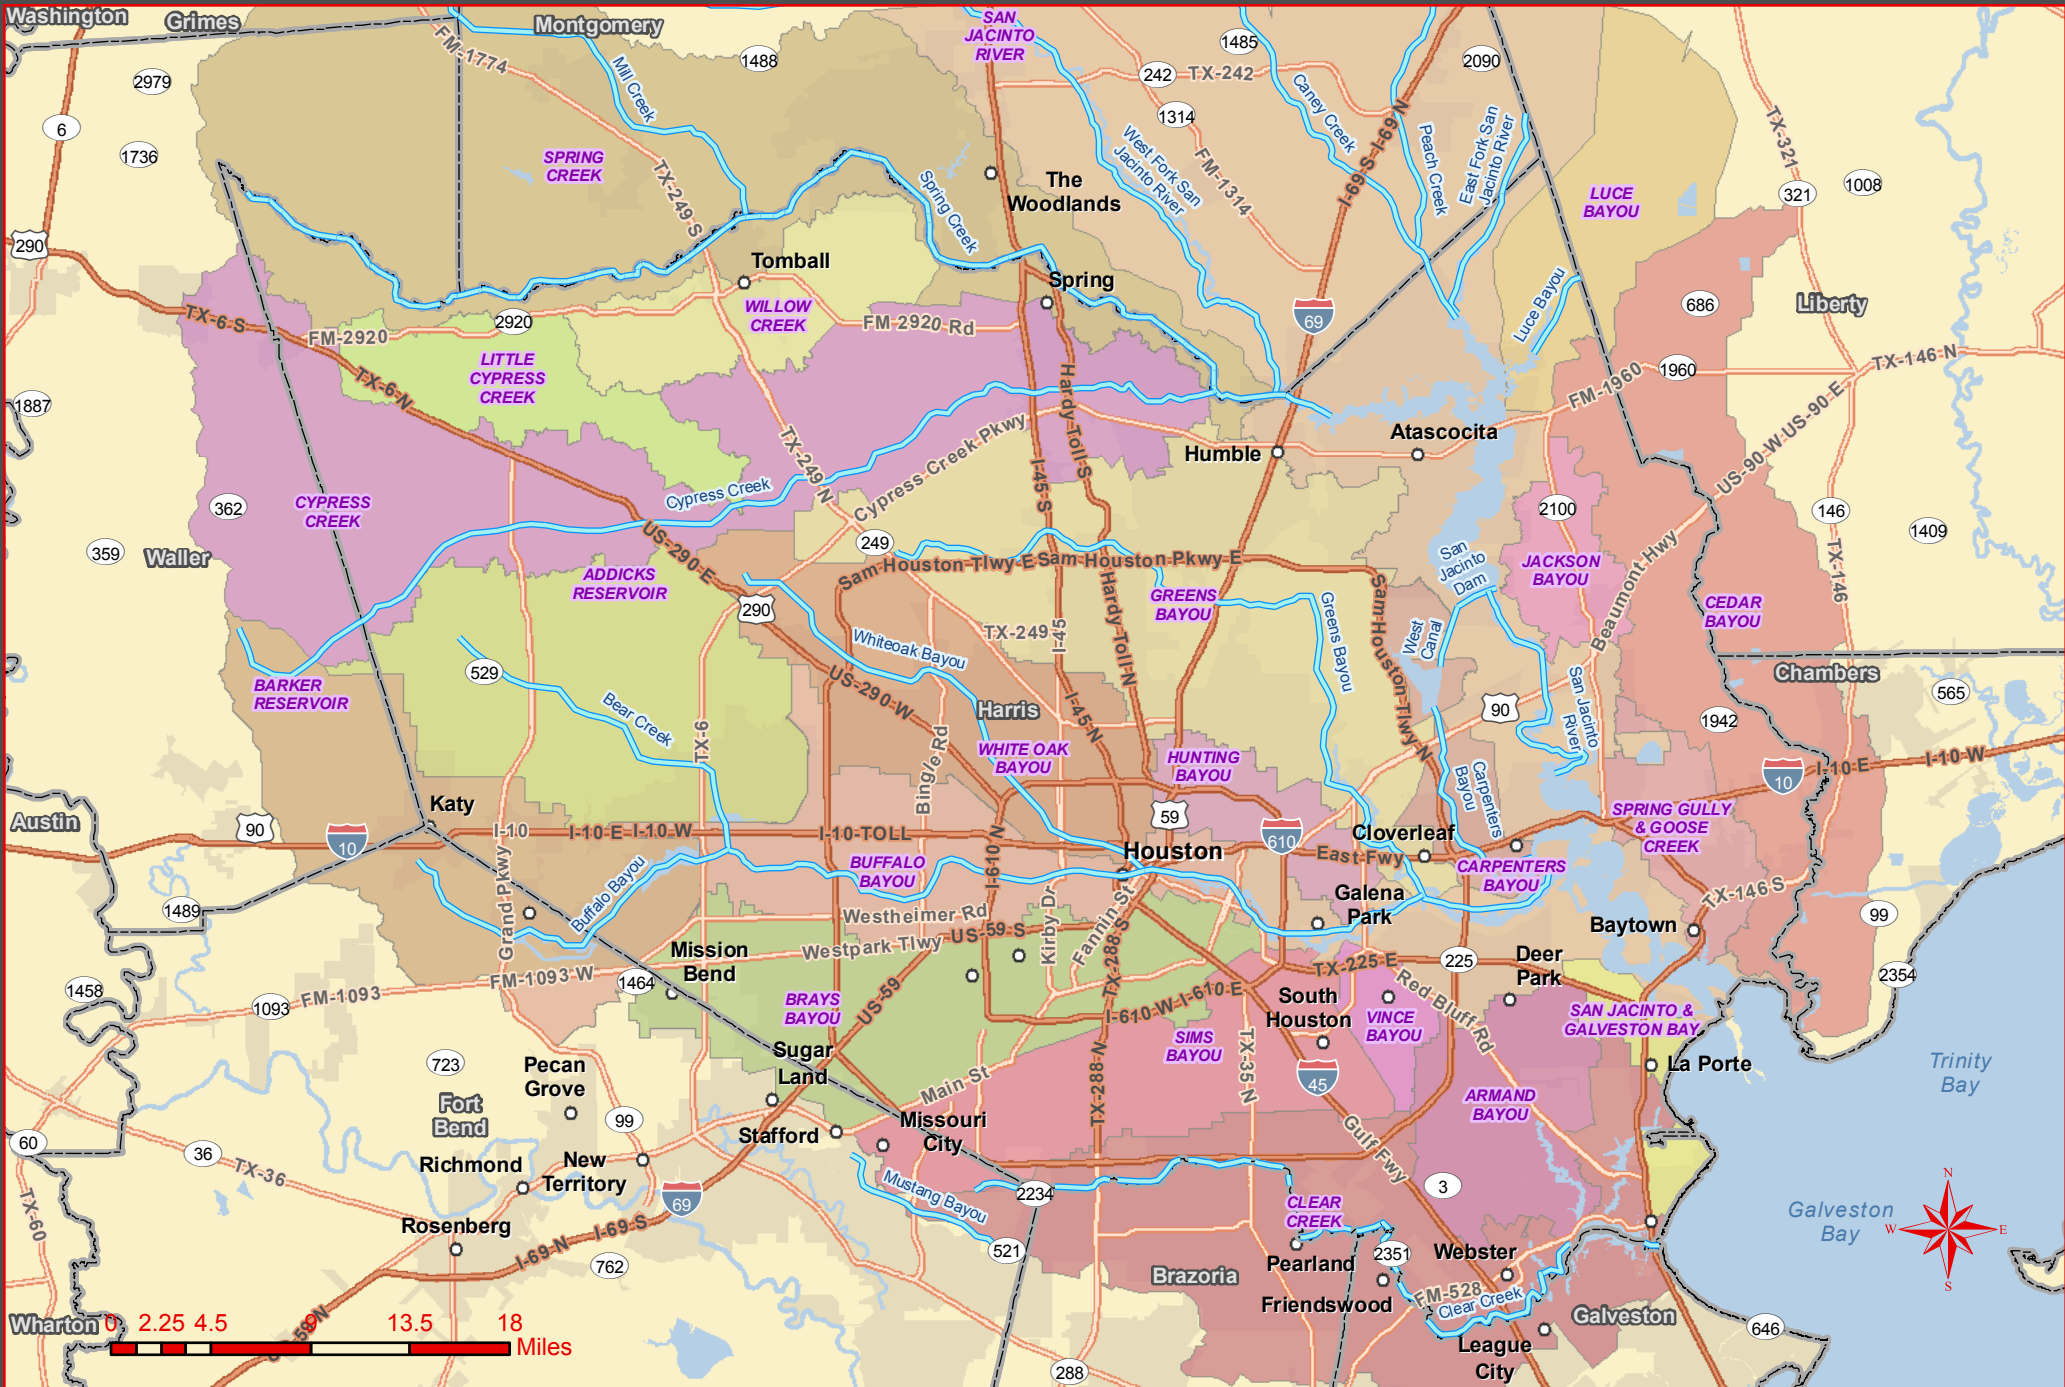 Washington
Grimes
Montgomery
SAN
JACINTO
RIVER
1485
2090
FM-1774
1488
2979
Mill Creek
242
TX-242
Caney Creek
1314
I-69 S
I-69 N
TX-321
6
1736
SPRING
CREEK
TX-249 S
West Fork San
Jacinto River
FM-1314
Peach Creek
East Fork San
Jacinto River
The
Woodlands
Spring Creek
LUCE
BAYOU
321
1008
290
Tomball
Spring
WILLOW
CREEK
69
Luce Bayou
686
Liberty
TX-6 S
FM-2920
2920
FM 2920 Rd
LITTLE
CYPRESS
CREEK
TX-6 N
1887
Hardy Toll S
1960
FM-1960
TX-146 N
US-90 E
US-90 W
TX-249 N
Cypress Creek Pkwy
Humble
Atascocita
I-45 S
362
CYPRESS
CREEK
Cypress Creek
2100
146
1409
US-290 E
249
359
Waller
Sam Houston Tlwy E
Sam Houston Pkwy E
San
Jacinto
Dam
JACKSON
BAYOU
Beaumont Hwy
TX-146
ADDICKS
RESERVOIR
290
GREENS
BAYOU
Hardy Toll N
Sam Houston Tlwy N
CEDAR
BAYOU
TX-249
I-45
Whiteoak Bayou
Greens Bayou
West
Canal
529
BARKER
RESERVOIR
US-290 W
Harris
I-45 N
San Jacinto
River
Chambers
565
Bear Creek
TX-6
Bingle Rd
WHITE OAK
BAYOU
HUNTING
BAYOU
90
1942
Carpenters
Bayou
I-10 E
I-10 W
10
Katy
59
SPRING GULLY
& GOOSE
CREEK
Austin
90
10
I-10
I-10 E
I-10 W
I-10-TOLL
I-610 N
610
Cloverleaf
Houston
East Fwy
BUFFALO
BAYOU
CARPENTERS
BAYOU
Grand Pkwy
Buffalo Bayou
Westheimer Rd
Kirby Dr
Fannin St
Galena
Park
TX-146 S
1489
99
Westpark Tlwy
US-59 S
TX-288 S
Baytown
Mission
Bend
FM-1093 W
FM-1093
1093
1464
1458
TX-225 E
225
Deer
Park
2354
BRAYS
BAYOU
US-59
I-610 W
I-610 E
South
Houston
VINCE
BAYOU
Red Bluff Rd
SAN JACINTO &
GALVESTON BAY
SIMS
BAYOU
723
Pecan
Grove
Sugar
Land
Main St
TX-288 N
TX-35 N
45
La Porte
Trinity
Bay
Fort
Bend
99
ARMAND
BAYOU
60
36
TX-36
Stafford
Missouri
City
Gulf Fwy
Richmond
New
Territory
TX-60
69
Mustang Bayou
2234
3
Rosenberg
I-69 N
I-69 S
CLEAR
CREEK
Galveston
Bay
N
W
E
S
762
521
Pearland
2351
Webster
Brazoria
Friendswood
FM-528
Clear Creek
Galveston
League
City
646
288
Wharton
0
2.25
4.5
9
13.5
18
Miles